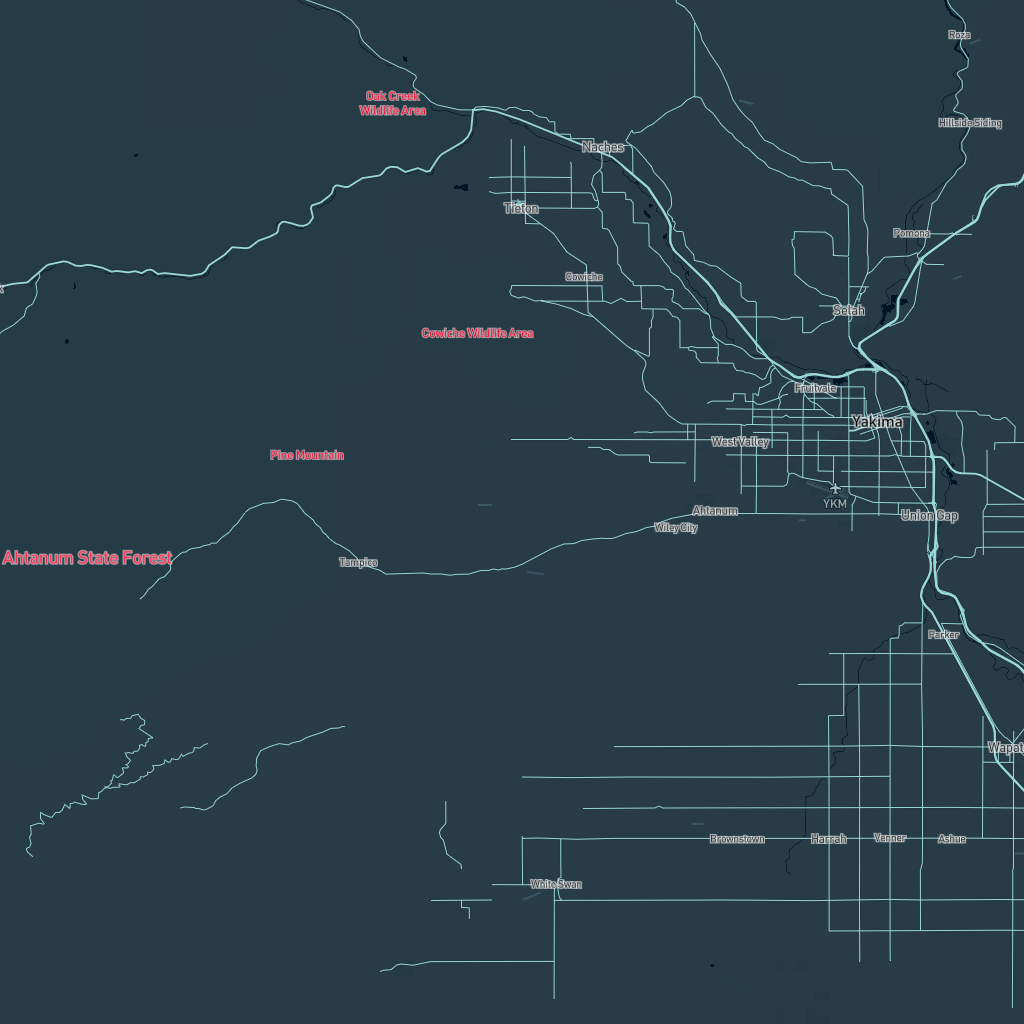 Roza
Oak Creek
Wildlife Area
Hillside Siding
Naches
Tieton
Pomona
Cowiche
Selah
Cowiche Wildlife Area
Fruitvale
Yakima
West Valley
Pine Mountain
YKM
Ahtanum
Union Gap
Wiley City
Ahtanum State Forest
Tampico
Parker
Wapat
Brownstown
Harrah
Venner
Ashue
White Swan